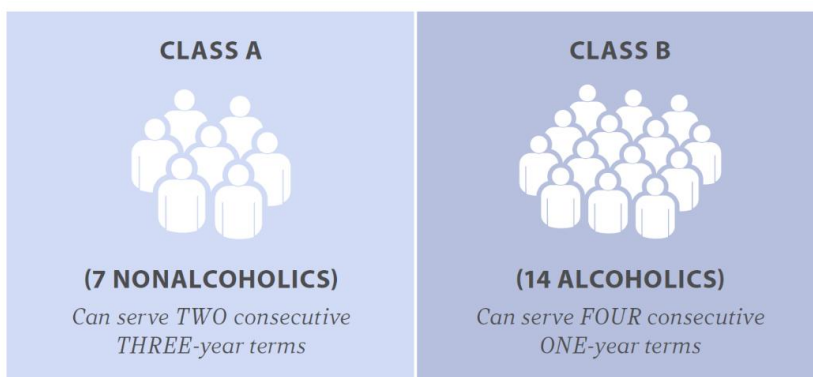 CLASS A
(7 NONALCOHOLICS)
Can serve TWO consecutive
THREE-year terms
CLASS B
(14 ALCOHOLICS)
Can serve FOUR consecutive
ONE-year terms